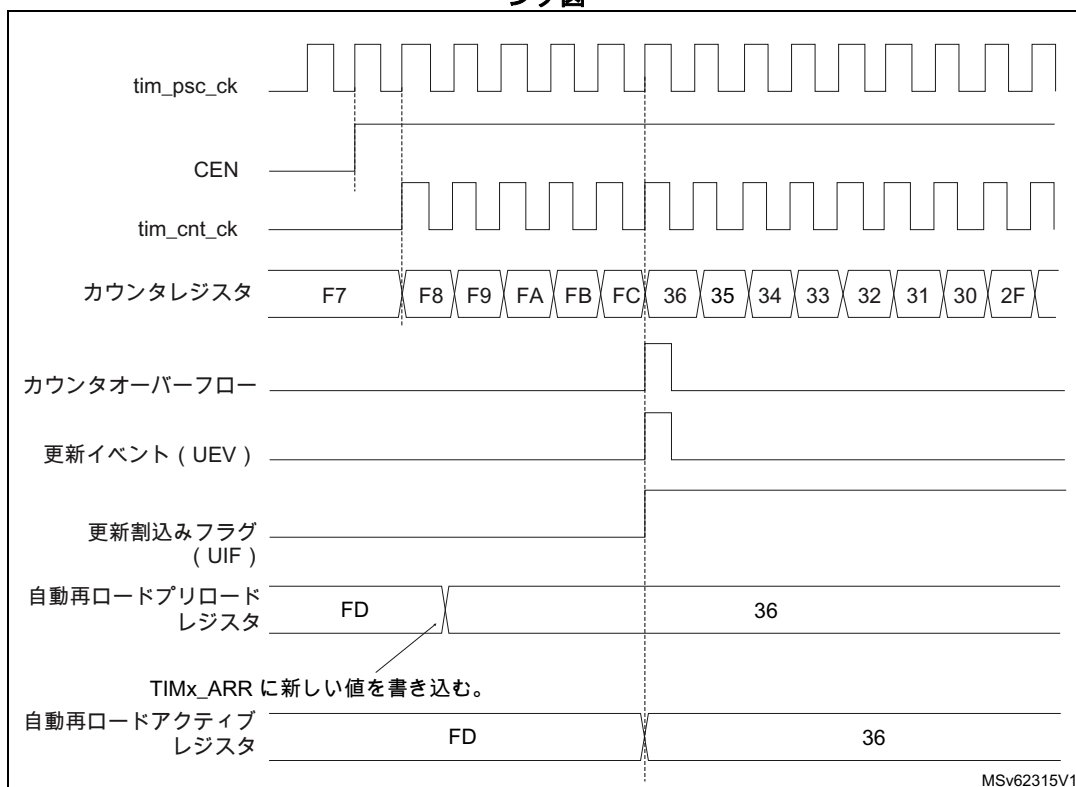 ング図
tim_psc_ck
CEN
tim_cnt_ck
カウンタレジスタ F7 F8 F9 FA FB FC 36 35 34 33 32 31 30 2F
カウンタオーバーフロー
更新イベント ( UEV )
更新割込みフラグ
( UIF )
自動再ロードプリロード
レジスタ
FD 36
TIMx_ARR に新しい値を書き込む。
自動再ロードアクティブ
レジスタ
FD 36
MSv62315V1